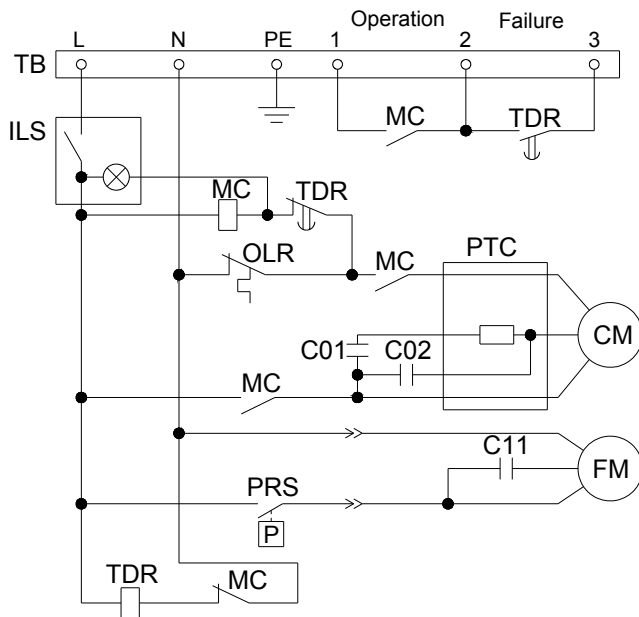 Operation Failure
L N PE 1 2 3
TB
MC TDR
ILS
MC TDR
OLR MC PTC
CM
C01 C02
MC
C11
FM
PRS
P
TDR MC